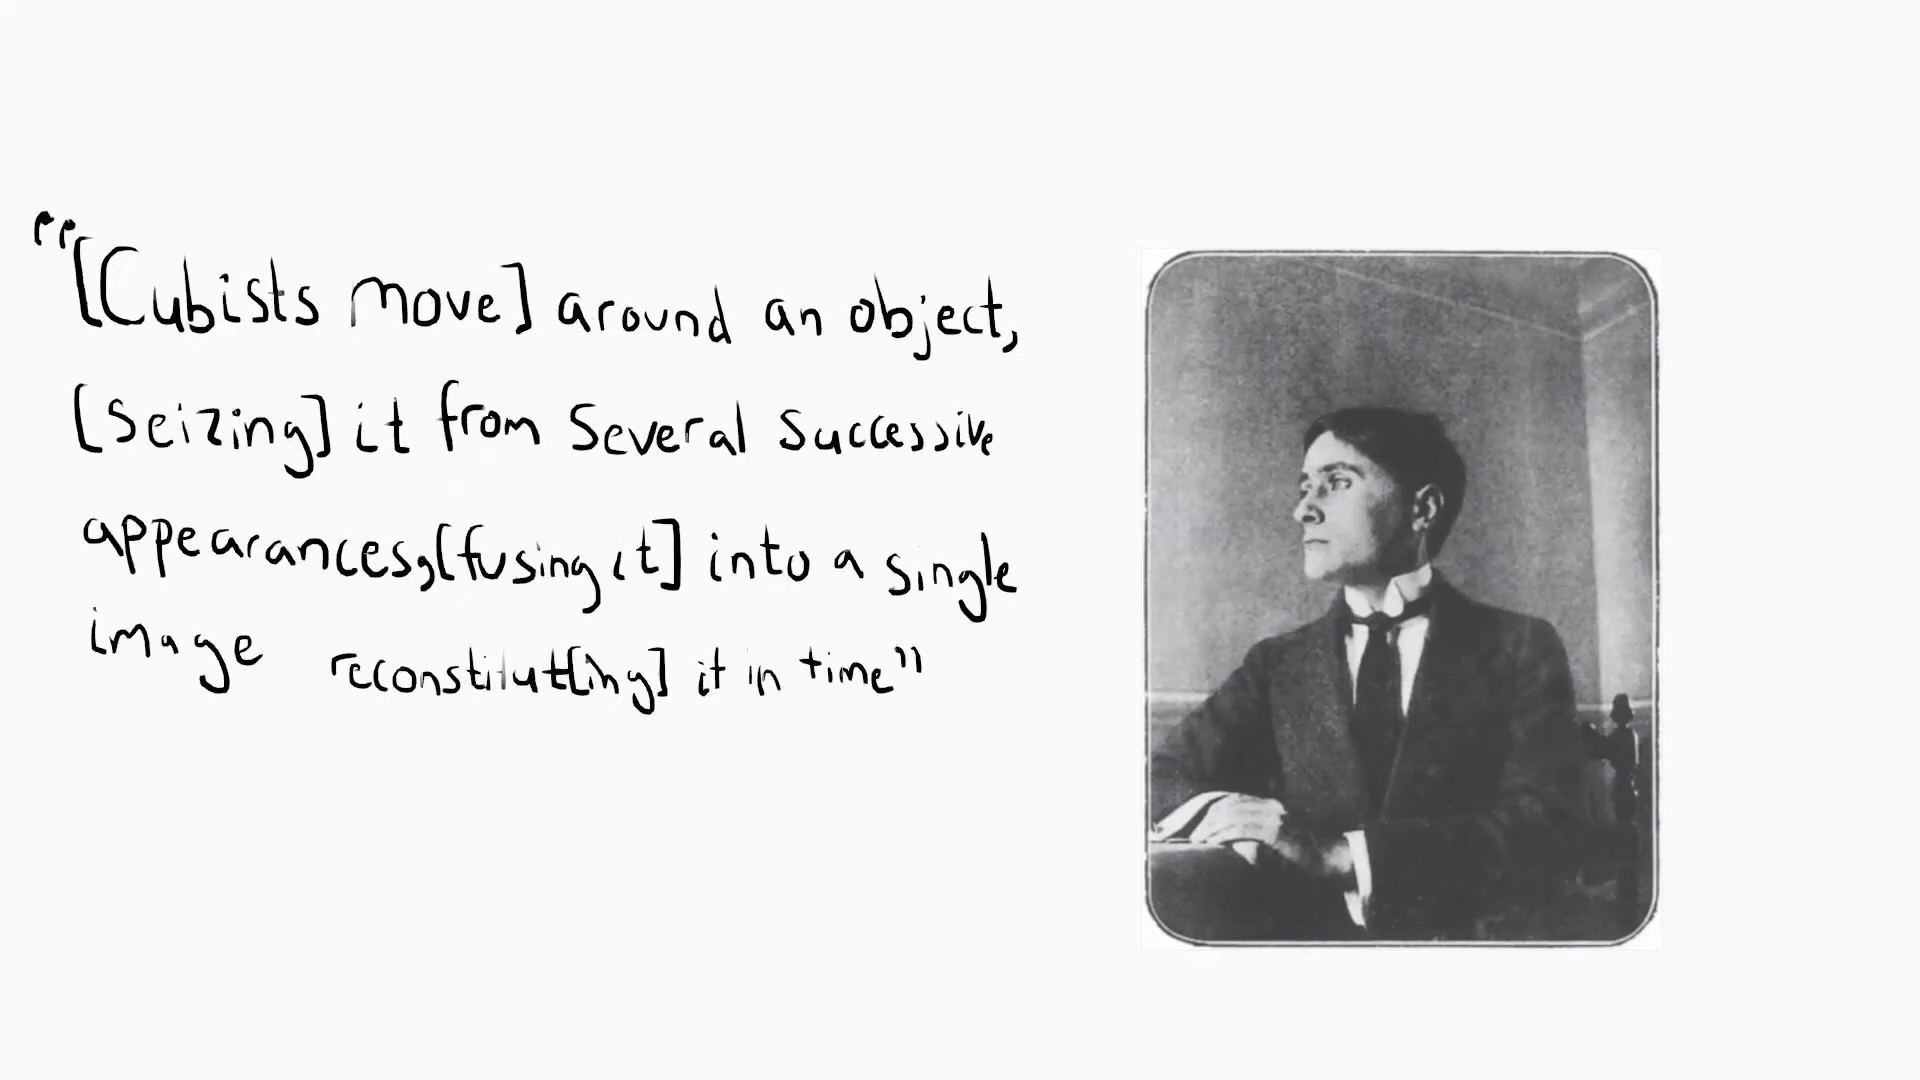 "[Cubists move] around an object,
[seizing] it from several successive
appearances,[fusing it] into a single
image reconstitut[ing] it in time"